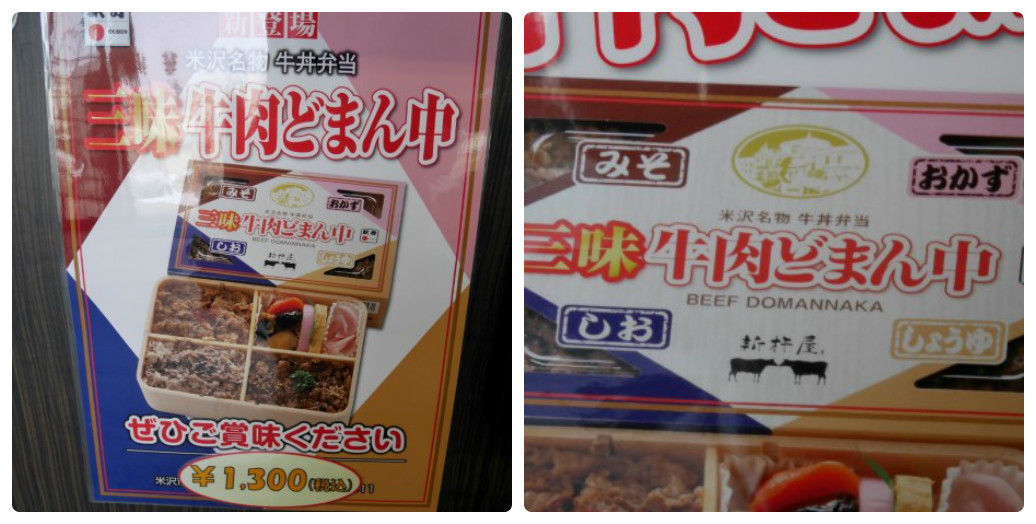 新登場
米沢名物 牛丼弁当
三味牛肉どまん中
みそ
おかず
米沢名物 牛丼弁当
三味牛肉どまん中
BEEF DOMANNAKA
しお
新杵屋
しょうゆ
ぜひご賞味ください
¥1,300(税込)
米沢
11
みそ
おかず
米沢名物 牛丼弁当
三味牛肉どまん中
BEEF DOMANNAKA
しお
新杵屋
しょうゆ